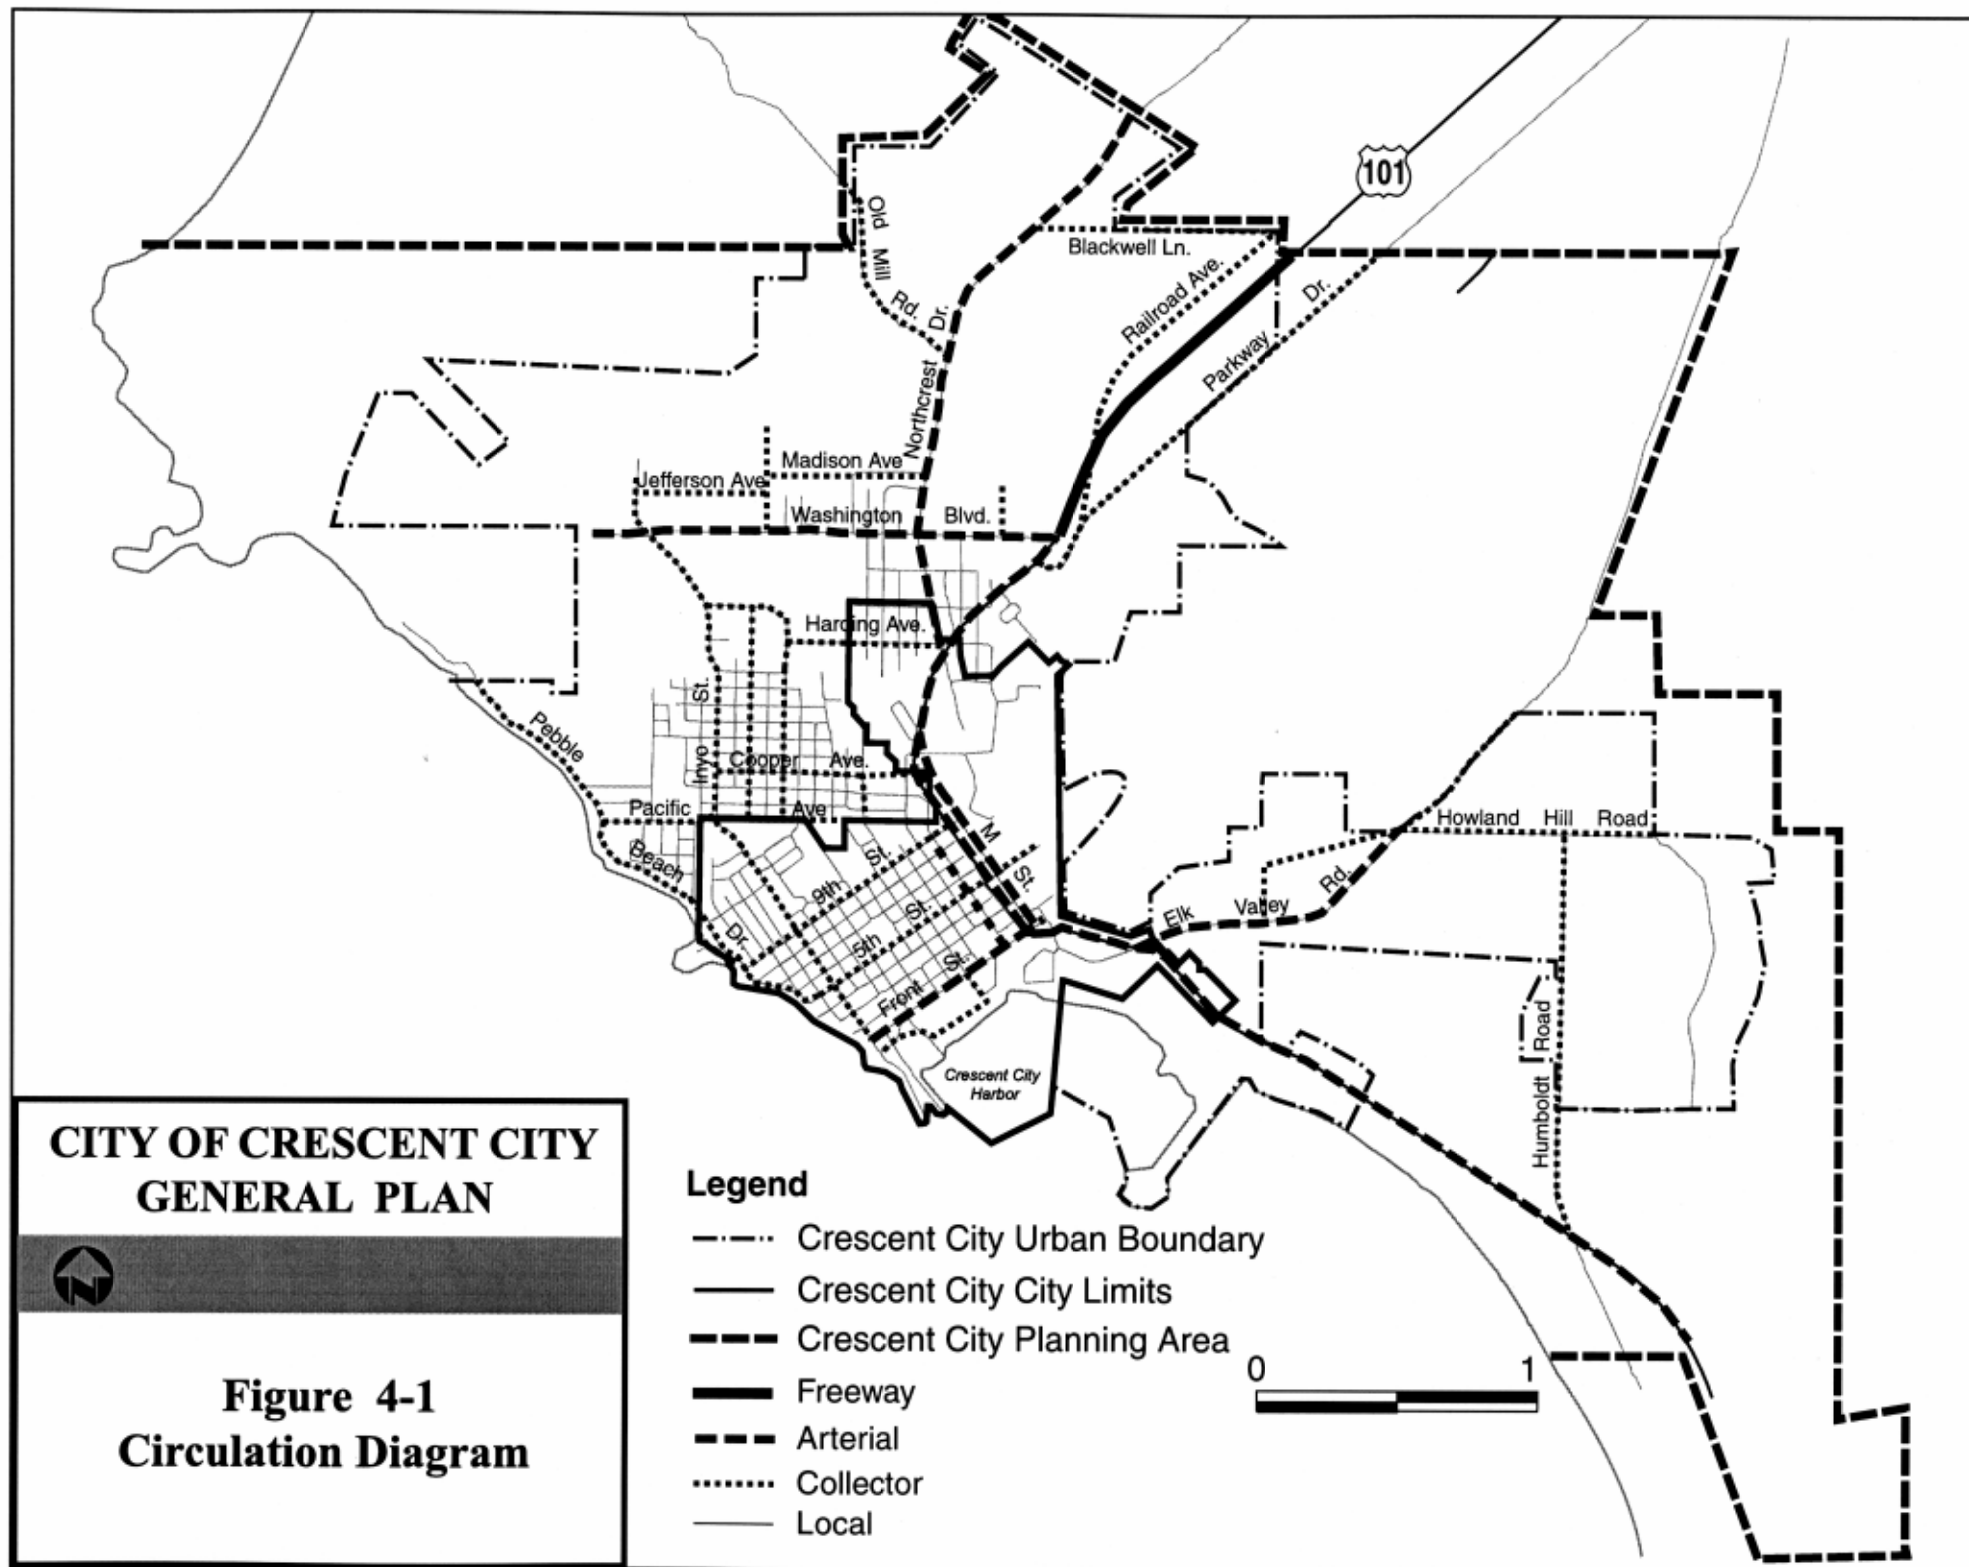 101
Old Mill Rd.
Blackwell Ln.
Railroad Ave.
Parkway Dr.
Northcrest Dr.
Madison Ave
Jefferson Ave
Washington Blvd.
Harding Ave.
Inyo St.
Cooper Ave.
Pebble Beach Dr.
Pacific Ave
M St.
9th St.
5th St.
Front St.
Howland Hill Road
Elk Valley Rd.
Humboldt Road
Crescent City
Harbor
CITY OF CRESCENT CITY
GENERAL PLAN
N
Figure 4-1
Circulation Diagram
Legend
Crescent City Urban Boundary
Crescent City City Limits
Crescent City Planning Area
Freeway
Arterial
Collector
Local
0 1